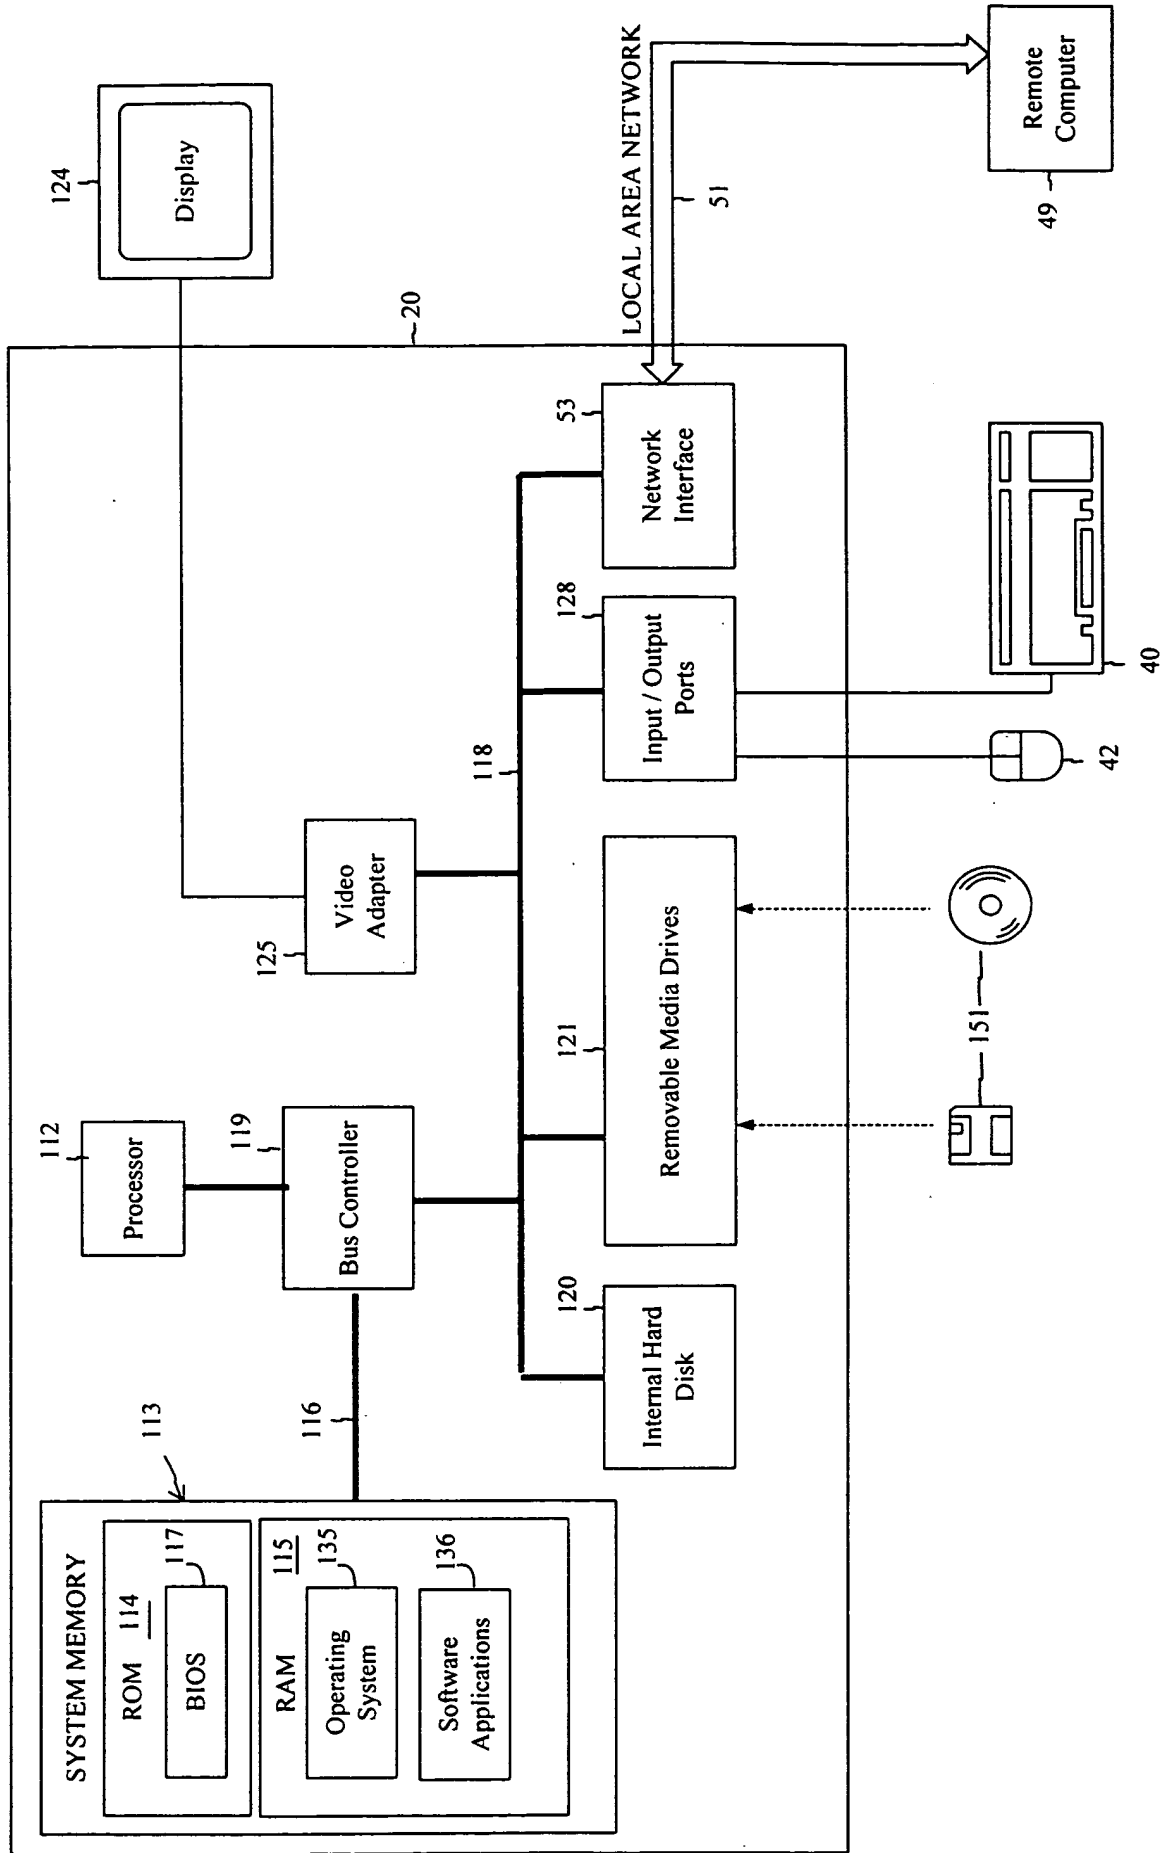 SYSTEM MEMORY
113
ROM 114
117
BIOS
RAM 115
135
Operating
System
136
Software
Applications
116
112
Processor
119
Bus Controller
125
Video
Adapter
124
Display
20
118
120
Internal Hard
Disk
121
Removable Media Drives
128
Input / Output
Ports
53
Network
Interface
LOCAL AREA NETWORK
51
151
42
40
49
Remote
Computer